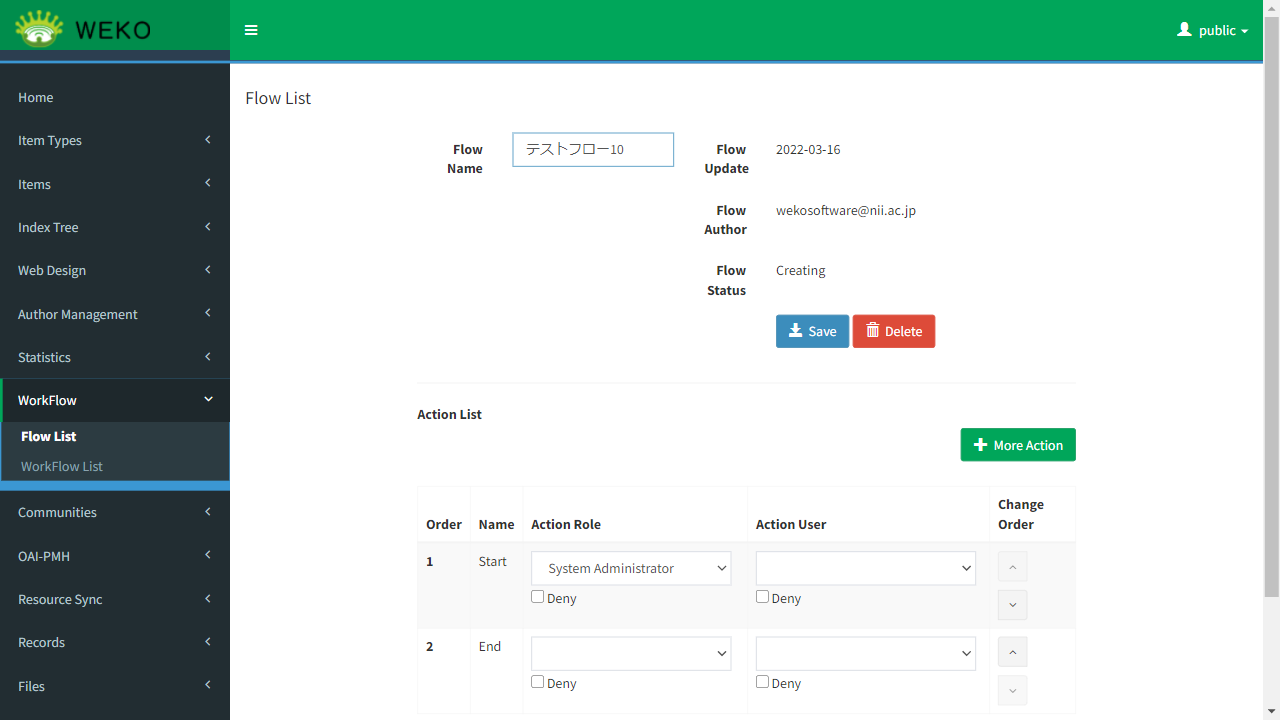 WEKO
public
Home
Item Types
Items
Index Tree
Web Design
Author Management
Statistics
WorkFlow
Flow List
WorkFlow List
Communities
OAI-PMH
Resource Sync
Records
Files
Flow List
Flow
Name
テストフロー10
Flow
Update
2022-03-16
Flow
Author
wekosoftware@nii.ac.jp
Flow
Status
Creating
Save
Delete
Action List
More Action
Order
Name
Action Role
Action User
Change
Order
1
Start
System Administrator
Deny
Deny
2
End
Deny
Deny